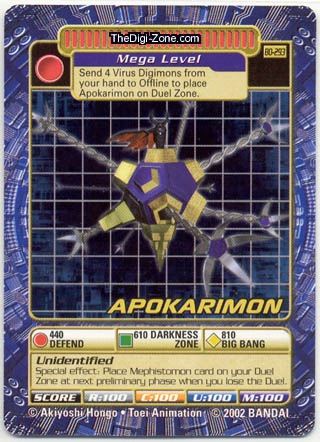 TheDigi-Zone.com
BO-293
Mega Level
Send 4 Virus Digimons from
your hand to Offline to place
Apokarimon on Duel Zone.
APOKARIMON
440
DEFEND
610 DARKNESS
ZONE
810
BIG BANG
Unidentified
Special effect: Place Mephistomon card on your Duel
Zone at next preliminary phase when you lose the Duel.
SCORE R:100 C:100 U:100 M:100
© Akiyoshi Hongo • Toei Animation © 2002 BANDAI